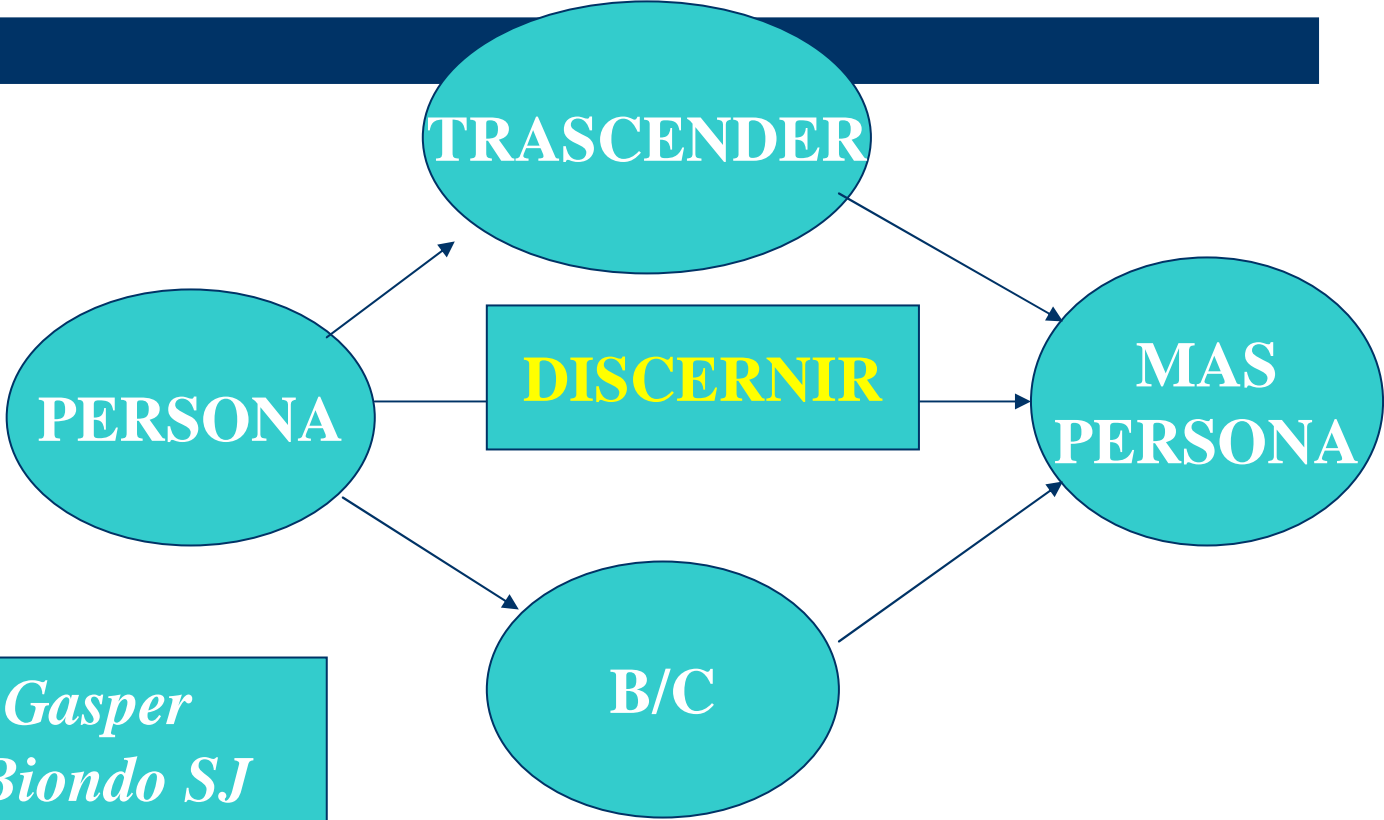 TRASCENDER
DISCERNIR
PERSONA
MAS
PERSONA
B/C
Gasper
Biondo SJ